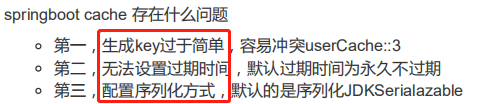 springboot cache 存在什么问题
第一，生成key过于简单，容易冲突userCache::3
第二，无法设置过期时间，默认过期时间为永久不过期
第三，配置序列化方式，默认的是序列化JDKSerialazable